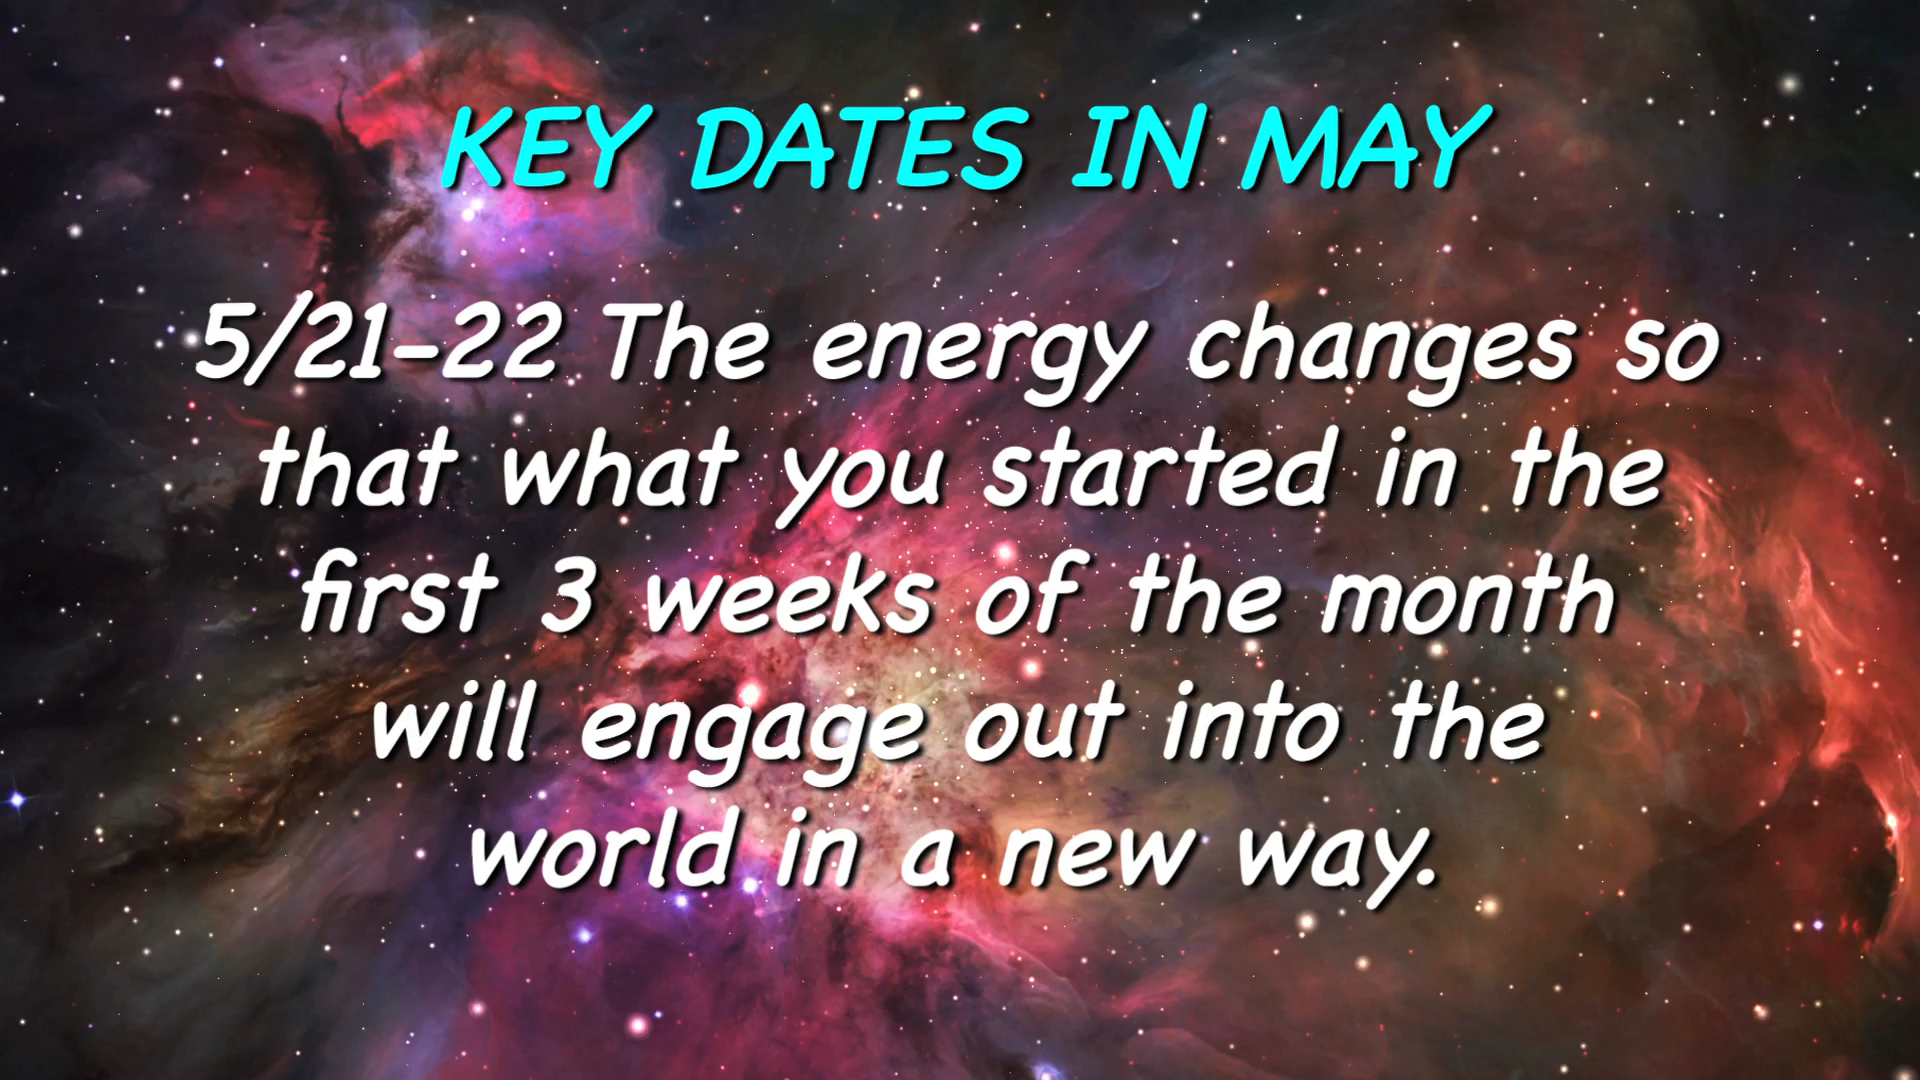 KEY DATES IN MAY
5/21-22 The energy changes so
that what you started in the
first 3 weeks of the month
will engage out into the
world in a new way.